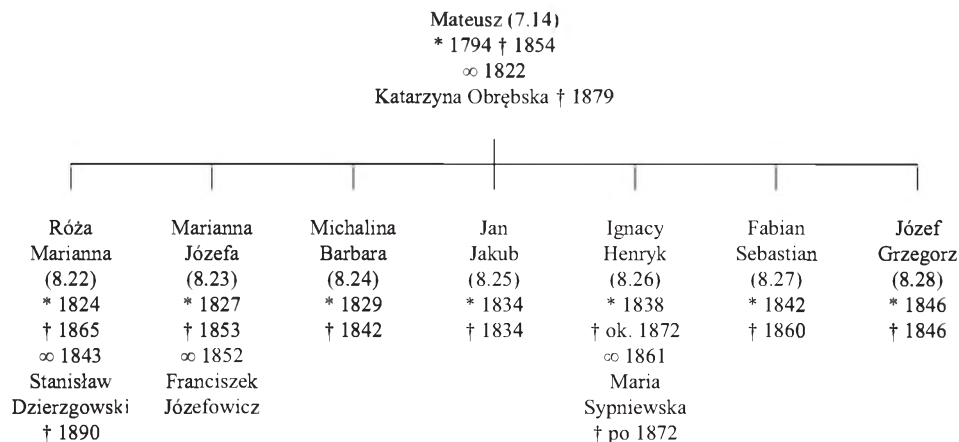 Mateusz (7.14)
* 1794 † 1854
∞ 1822
Katarzyna Obrębska † 1879
Róża
Marianna
(8.22)
* 1824
† 1865
∞ 1843
Stanisław
Dzierzgowski
† 1890
Marianna
Józefa
(8.23)
* 1827
† 1853
∞ 1852
Franciszek
Józefowicz
Michalina
Barbara
(8.24)
* 1829
† 1842
Jan
Jakub
(8.25)
* 1834
† 1834
Ignacy
Henryk
(8.26)
* 1838
† ok. 1872
∞ 1861
Maria
Sypniewska
† po 1872
Fabian
Sebastian
(8.27)
* 1842
† 1860
Józef
Grzegorz
(8.28)
* 1846
† 1846